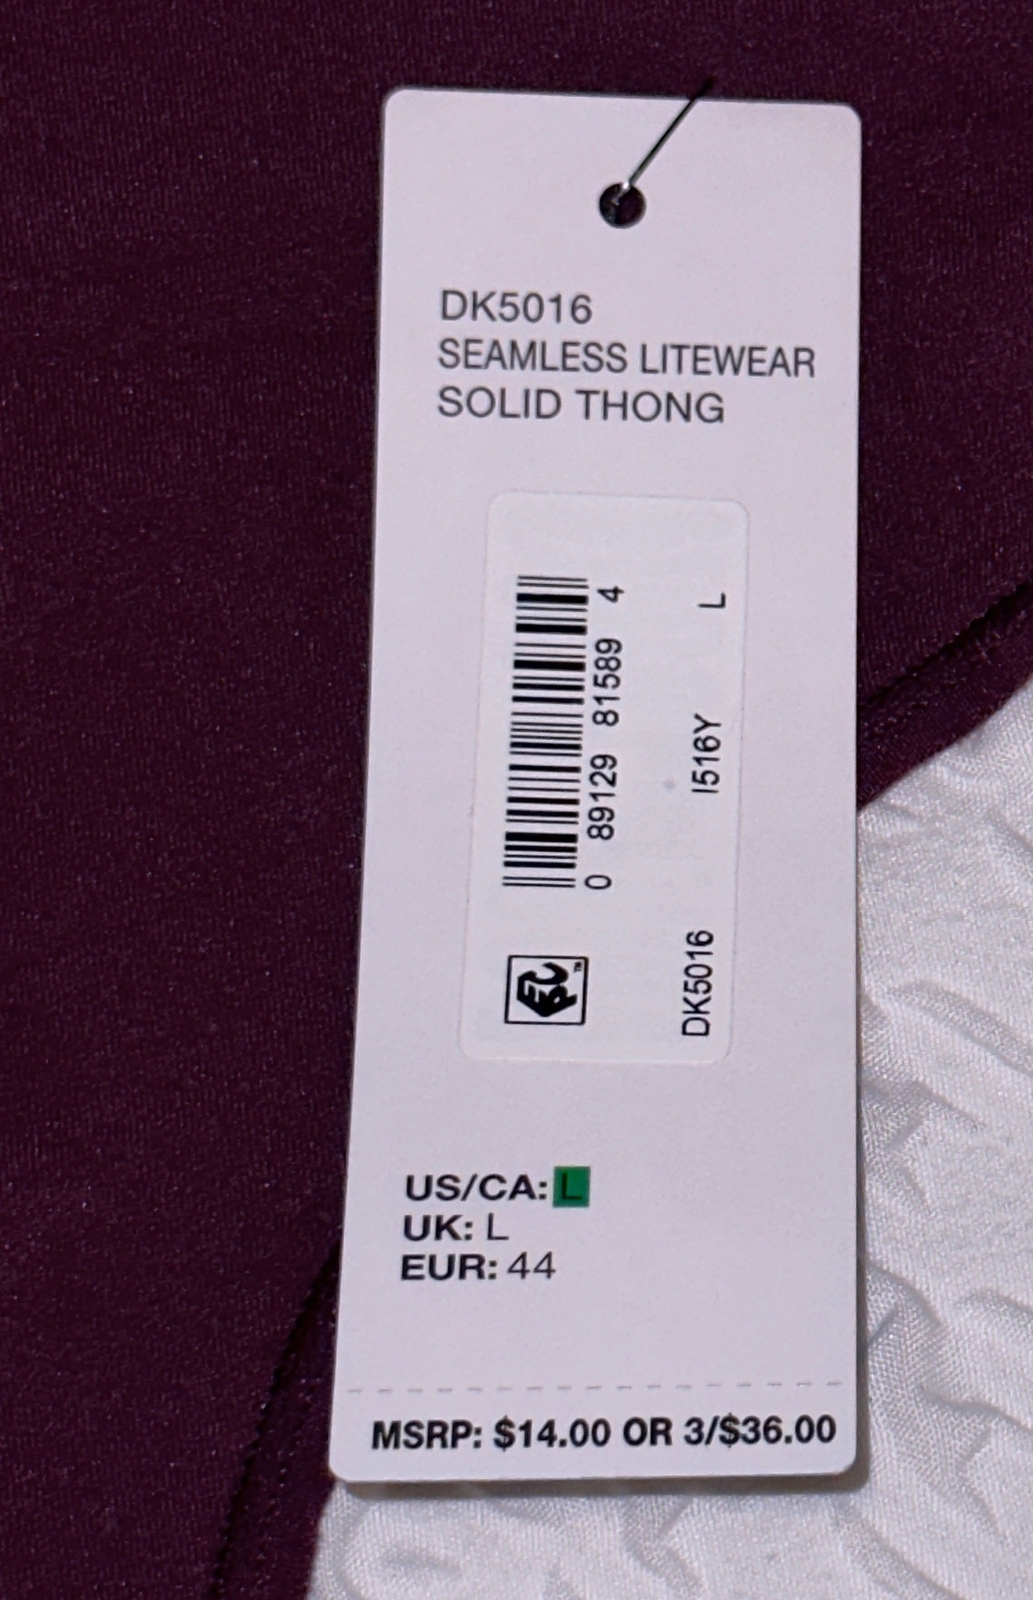 DK5016
SEAMLESS LITEWEAR
SOLID THONG
0 89129 81589 4
DK5016 I516Y L
US/CA: L
UK: L
EUR: 44
MSRP: $14.00 OR 3/$36.00